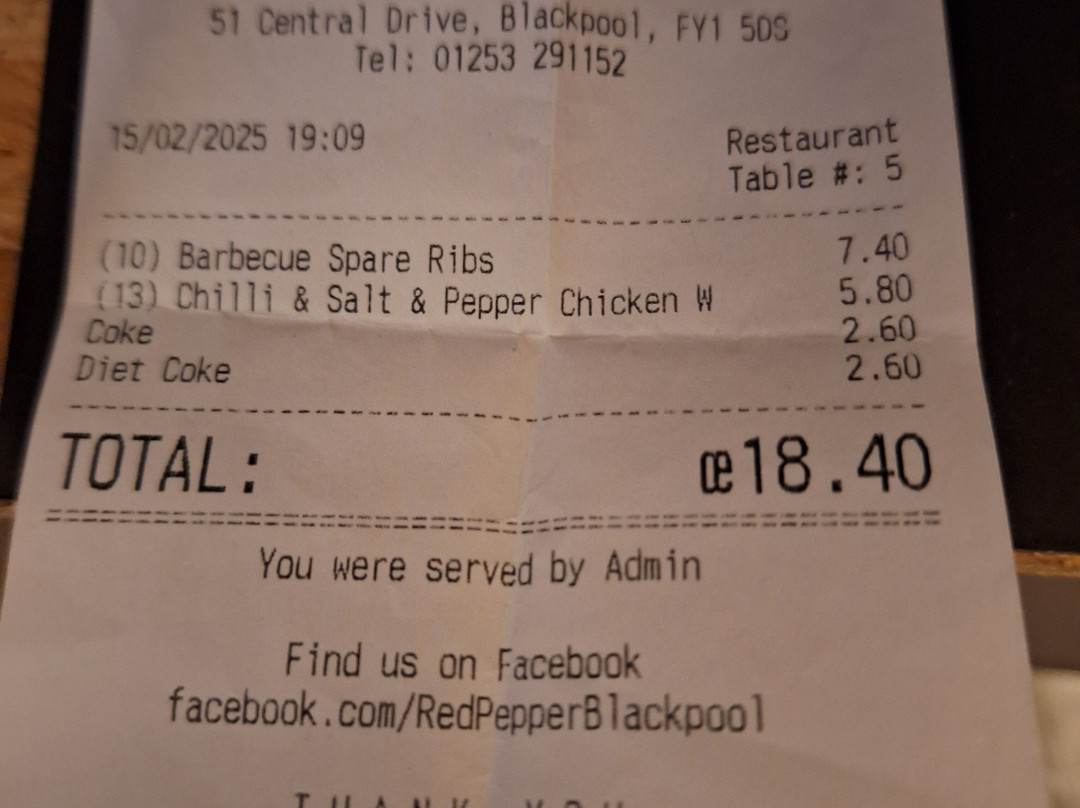 51 Central Drive, Blackpool, FY1 5DS
Tel: 01253 291152
15/02/2025 19:09
Restaurant
Table #: 5
(10) Barbecue Spare Ribs 7.40
(13) Chilli & Salt & Pepper Chicken W 5.80
Coke 2.60
Diet Coke 2.60
TOTAL: œ18.40
You were served by Admin
Find us on Facebook
facebook.com/RedPepperBlackpool